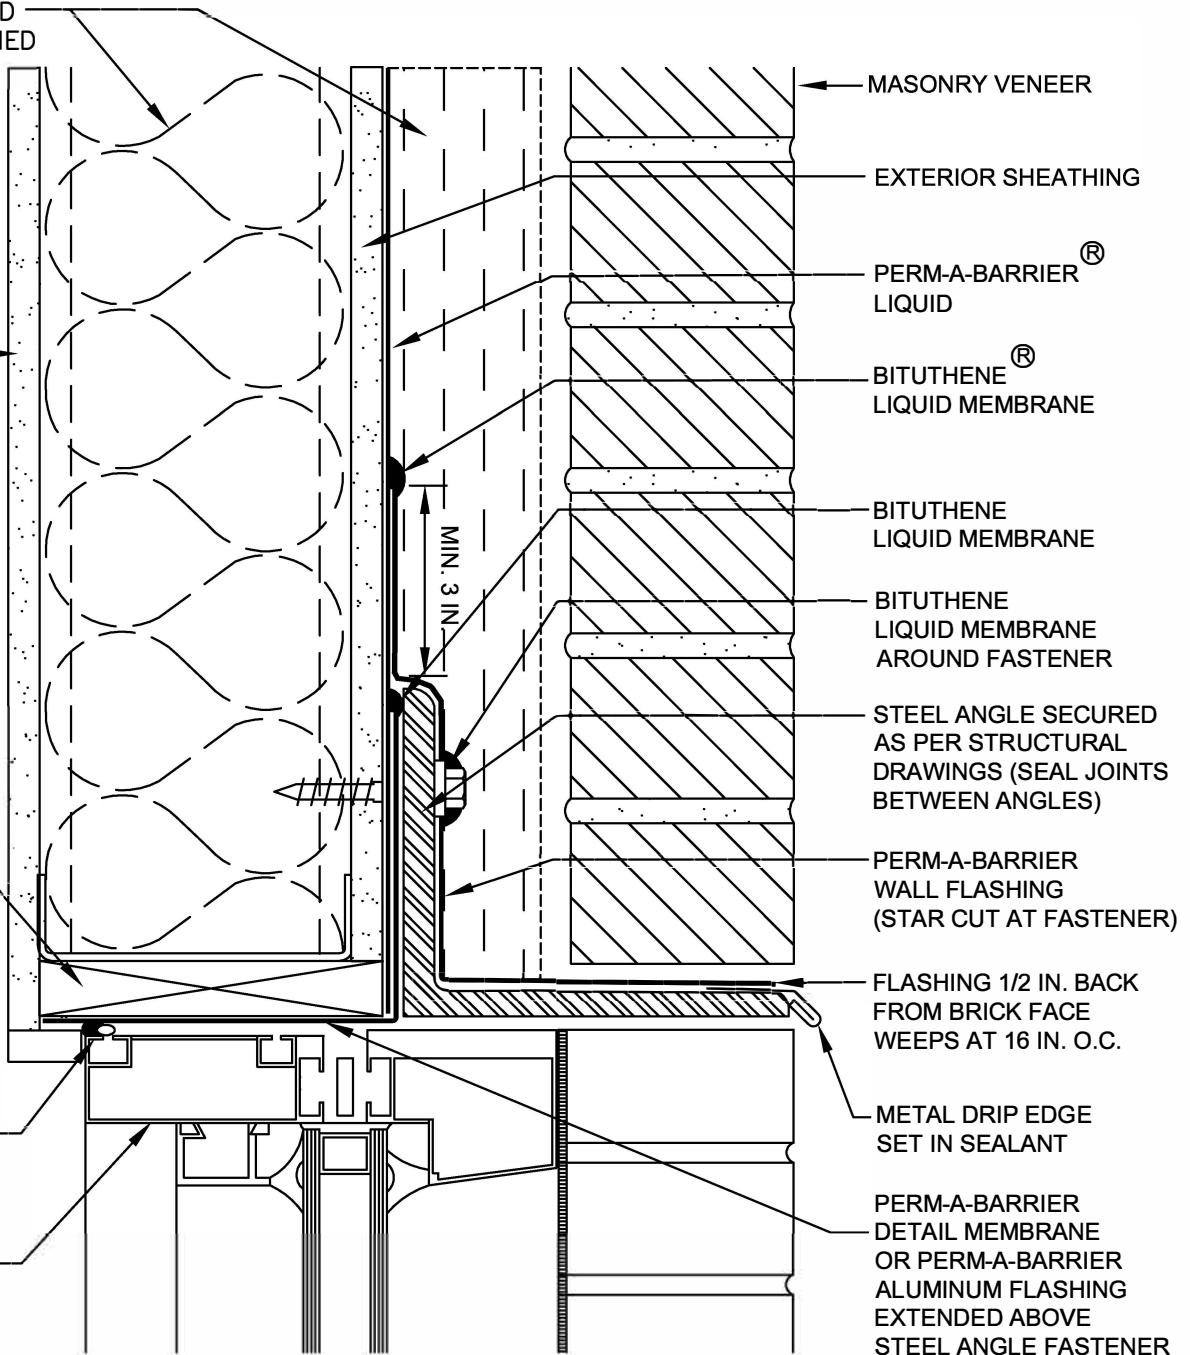 MASONRY VENEER
EXTERIOR SHEATHING
PERM-A-BARRIER®
LIQUID
BITUTHENE®
LIQUID MEMBRANE
BITUTHENE
LIQUID MEMBRANE
MIN. 3 IN.
BITUTHENE
LIQUID MEMBRANE
AROUND FASTENER
STEEL ANGLE SECURED
AS PER STRUCTURAL
DRAWINGS (SEAL JOINTS
BETWEEN ANGLES)
PERM-A-BARRIER
WALL FLASHING
(STAR CUT AT FASTENER)
FLASHING 1/2 IN. BACK
FROM BRICK FACE
WEEPS AT 16 IN. O.C.
METAL DRIP EDGE
SET IN SEALANT
PERM-A-BARRIER
DETAIL MEMBRANE
OR PERM-A-BARRIER
ALUMINUM FLASHING
EXTENDED ABOVE
STEEL ANGLE FASTENER